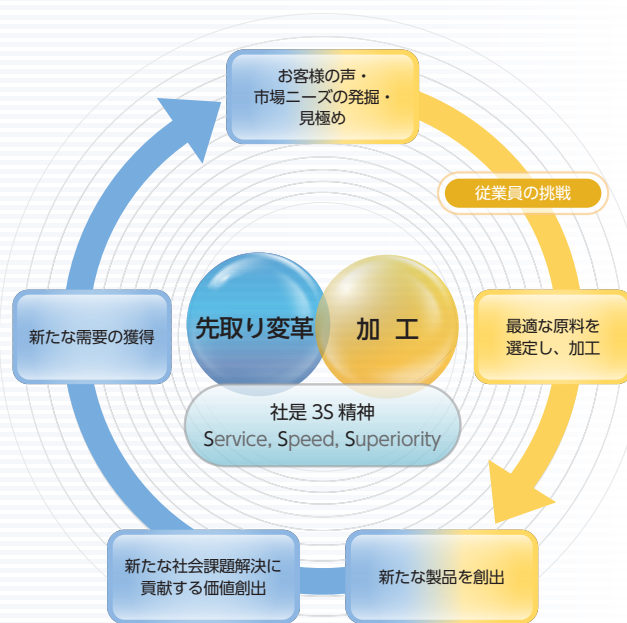 お客様の声・
市場ニーズの発掘・
見極め
従業員の挑戦
最適な原料を
選定し、加工
新たな製品を創出
新たな社会課題解決に
貢献する価値創出
新たな需要の獲得
先取り変革
加工
社是 3S 精神
Service, Speed, Superiority